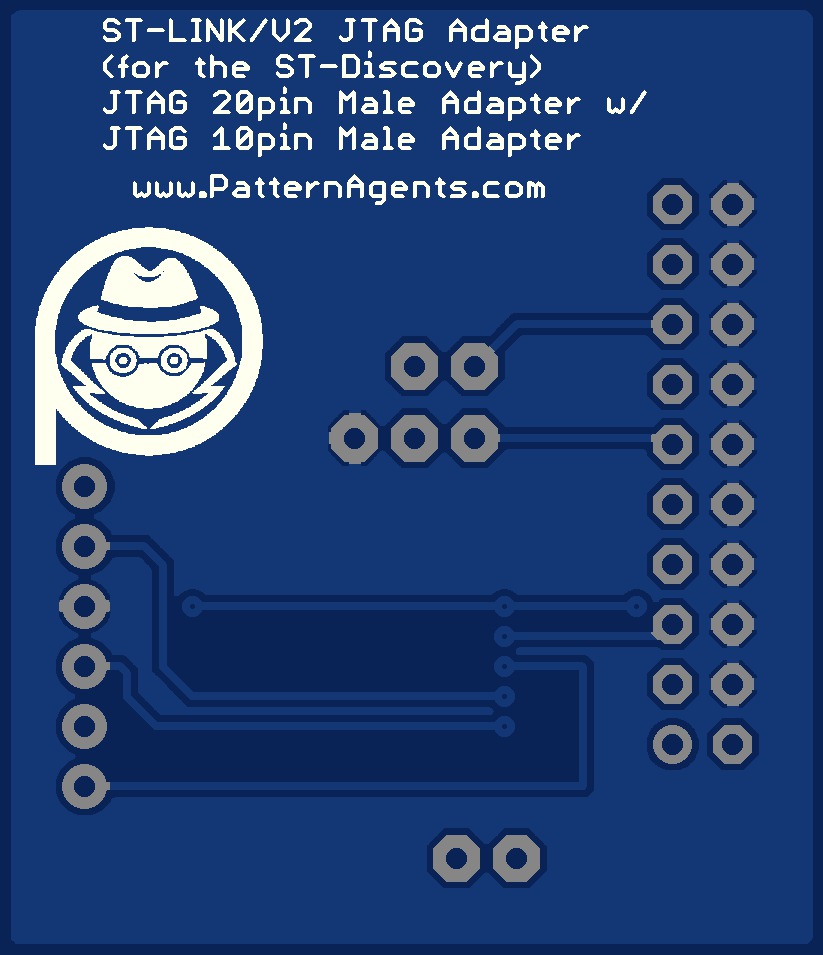 ST-LINK/V2 JTAG Adapter
(for the ST-Discovery)
JTAG 20pin Male Adapter w/
JTAG 10pin Male Adapter
www.PatternAgents.com